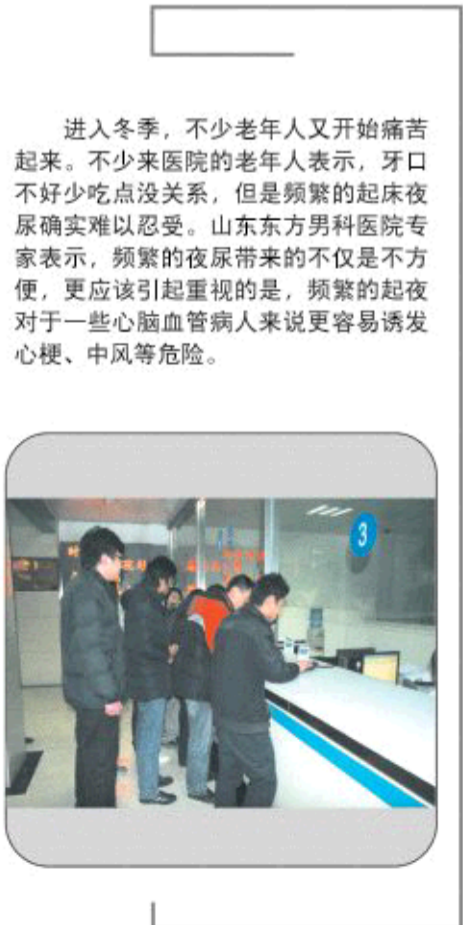 进入冬季，不少老年人又开始痛苦
起来。不少来医院的老年人表示，牙口
不好少吃点没关系，但是频繁的起床夜
尿确实难以忍受。山东东方男科医院专
家表示，频繁的夜尿带来的不仅是不方
便，更应该引起重视的是，频繁的起夜
对于一些心脑血管病人来说更容易诱发
心梗、中风等危险。
3